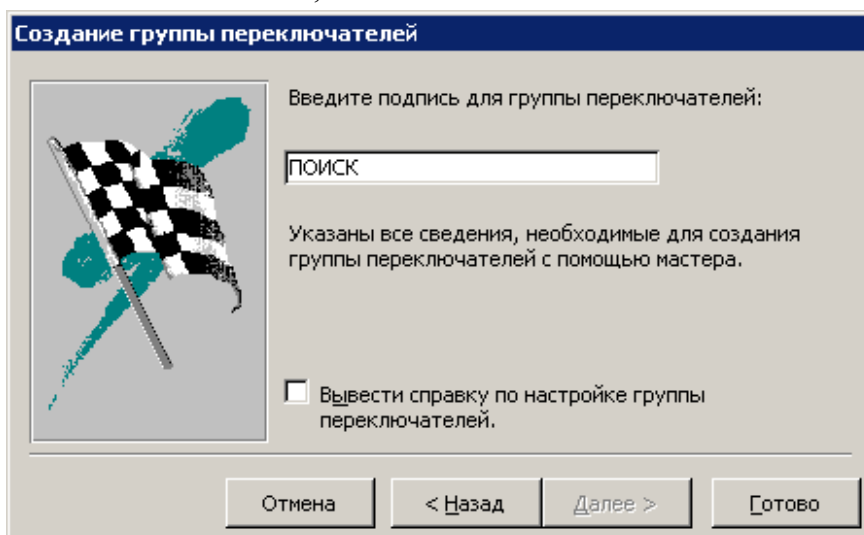 Создание группы переключателей
Введите подпись для группы переключателей:
ПОИСК
Указаны все сведения, необходимые для создания
группы переключателей с помощью мастера.
Вывести справку по настройке группы
переключателей.
Отмена
< Назад
Далее >
Готово